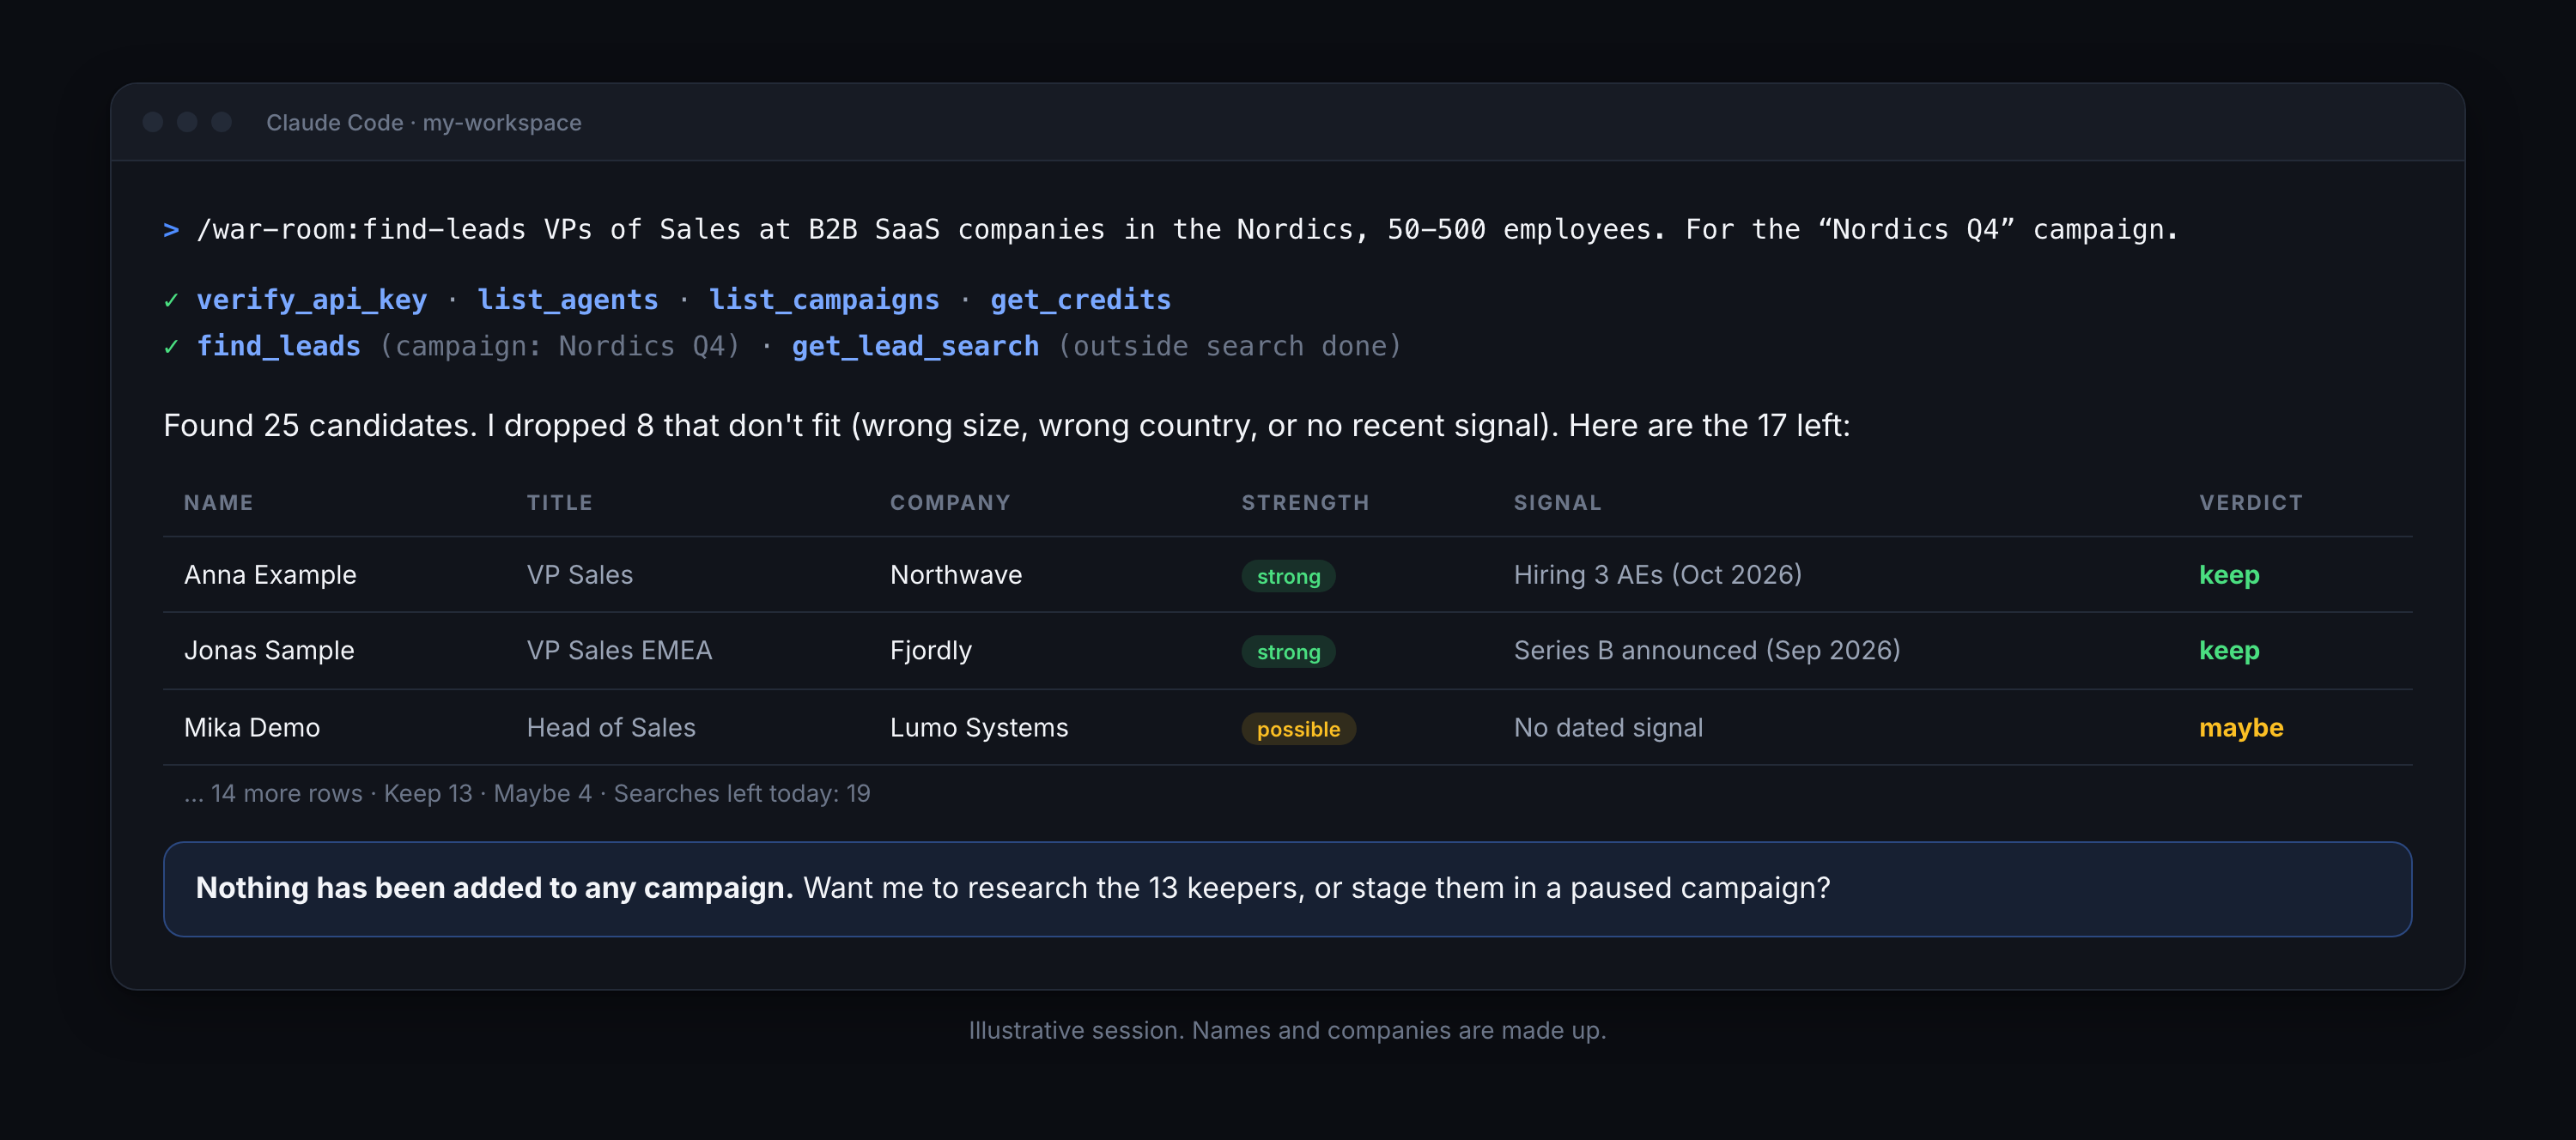 Claude Code · my-workspace
> /war-room:find-leads VPs of Sales at B2B SaaS companies in the Nordics, 50–500 employees. For the “Nordics Q4” campaign.
✓ verify_api_key · list_agents · list_campaigns · get_credits
✓ find_leads (campaign: Nordics Q4) · get_lead_search (outside search done)
Found 25 candidates. I dropped 8 that don't fit (wrong size, wrong country, or no recent signal). Here are the 17 left:
NAME TITLE COMPANY STRENGTH SIGNAL VERDICT
Anna Example VP Sales Northwave strong Hiring 3 AEs (Oct 2026) keep
Jonas Sample VP Sales EMEA Fjordly strong Series B announced (Sep 2026) keep
Mika Demo Head of Sales Lumo Systems possible No dated signal maybe
... 14 more rows · Keep 13 · Maybe 4 · Searches left today: 19
Nothing has been added to any campaign. Want me to research the 13 keepers, or stage them in a paused campaign?
Illustrative session. Names and companies are made up.